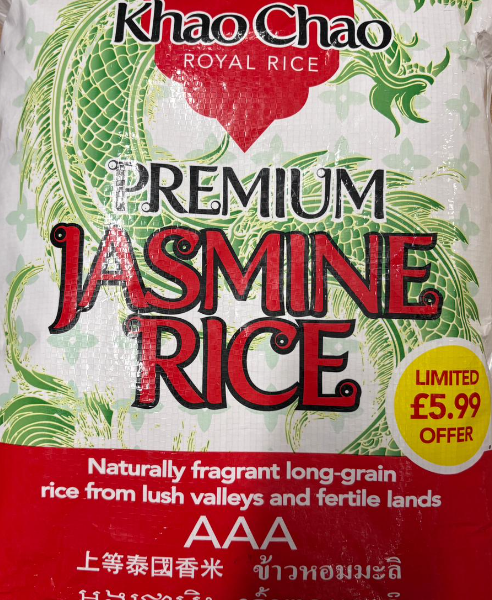 Khao Chao
ROYAL RICE
PREMIUM
JASMINE
RICE
LIMITED
£5.99
OFFER
Naturally fragrant long-grain
rice from lush valleys and fertile lands
AAA
上等泰國香米 ข้าวหอมมะลิ